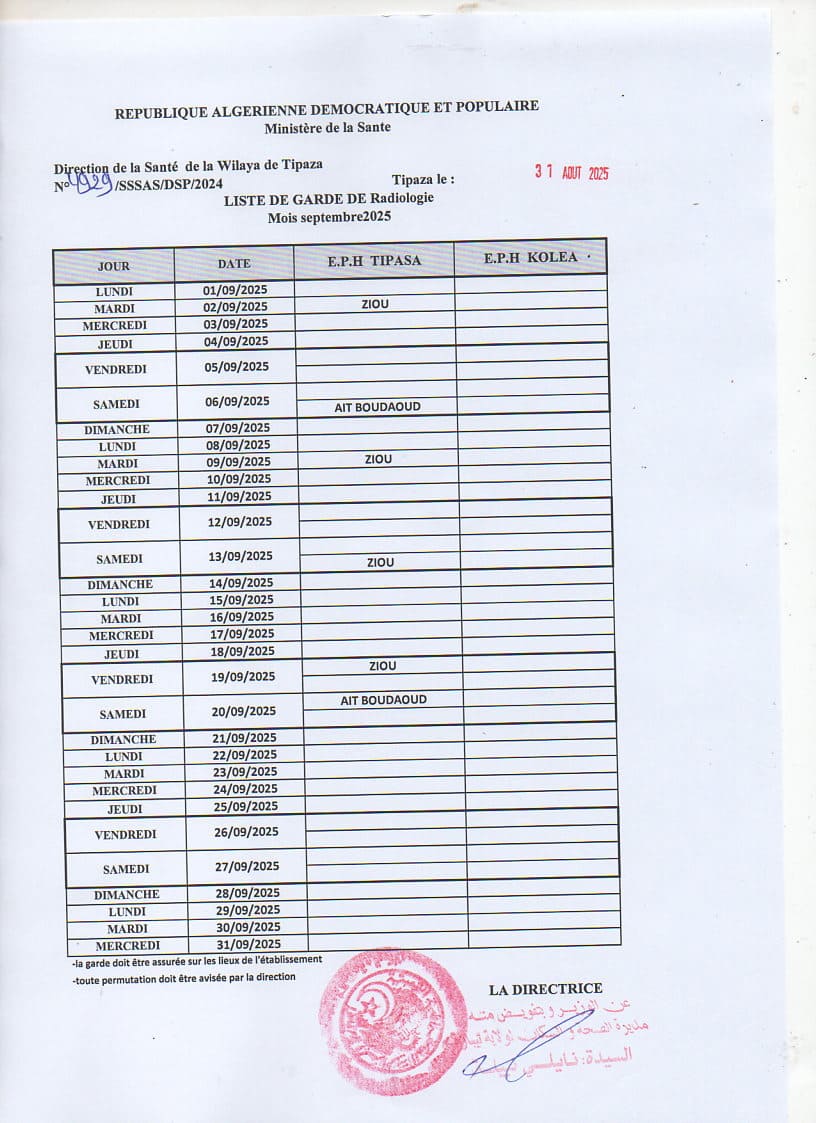 REPUBLIQUE ALGERIENNE DEMOCRATIQUE ET POPULAIRE
Ministère de la Sante
Direction de la Santé de la Wilaya de Tipaza
N° 4929/SSSAS/DSP/2024 Tipaza le : 31 AOUT 2025
LISTE DE GARDE DE Radiologie
Mois septembre2025
JOUR DATE E.P.H TIPASA E.P.H KOLEA
LUNDI 01/09/2025
MARDI 02/09/2025 ZIOU
MERCREDI 03/09/2025
JEUDI 04/09/2025
VENDREDI 05/09/2025
SAMEDI 06/09/2025 AIT BOUDAOUD
DIMANCHE 07/09/2025
LUNDI 08/09/2025
MARDI 09/09/2025 ZIOU
MERCREDI 10/09/2025
JEUDI 11/09/2025
VENDREDI 12/09/2025
SAMEDI 13/09/2025 ZIOU
DIMANCHE 14/09/2025
LUNDI 15/09/2025
MARDI 16/09/2025
MERCREDI 17/09/2025
JEUDI 18/09/2025
VENDREDI 19/09/2025 ZIOU
SAMEDI 20/09/2025 AIT BOUDAOUD
DIMANCHE 21/09/2025
LUNDI 22/09/2025
MARDI 23/09/2025
MERCREDI 24/09/2025
JEUDI 25/09/2025
VENDREDI 26/09/2025
SAMEDI 27/09/2025
DIMANCHE 28/09/2025
LUNDI 29/09/2025
MARDI 30/09/2025
MERCREDI 31/09/2025
-la garde doit être assurée sur les lieux de l'établissement
-toute permutation doit être avisée par la direction
LA DIRECTRICE
عن الوزير و بتفويض منه
مديرة الصحة و السكان لولاية تيبازة
السيدة: نايلي